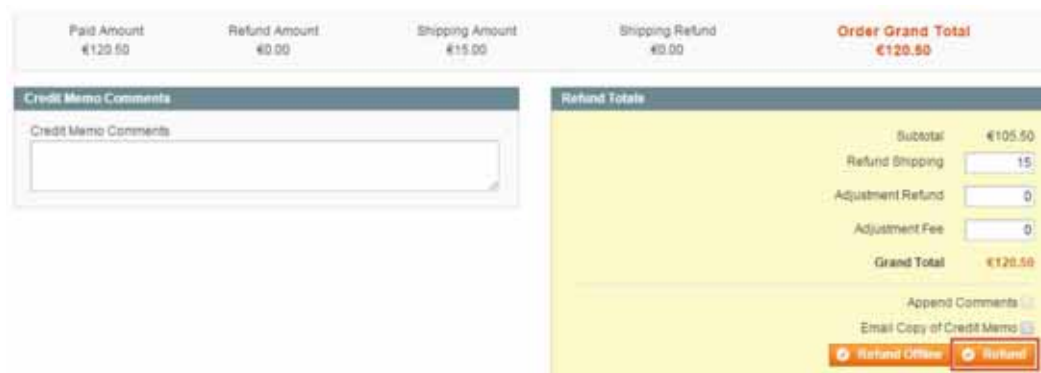 Paid Amount Refund Amount Shipping Amount Shipping Refund Order Grand Total
€120.50 €0.00 €15.00 €0.00 €120.50
Credit Memo Comments
Credit Memo Comments
Refund Totals
Subtotal €105.50
Refund Shipping 15
Adjustment Refund 0
Adjustment Fee 0
Grand Total €120.50
Append Comments
Email Copy of Credit Memo
Refund Offline Refund